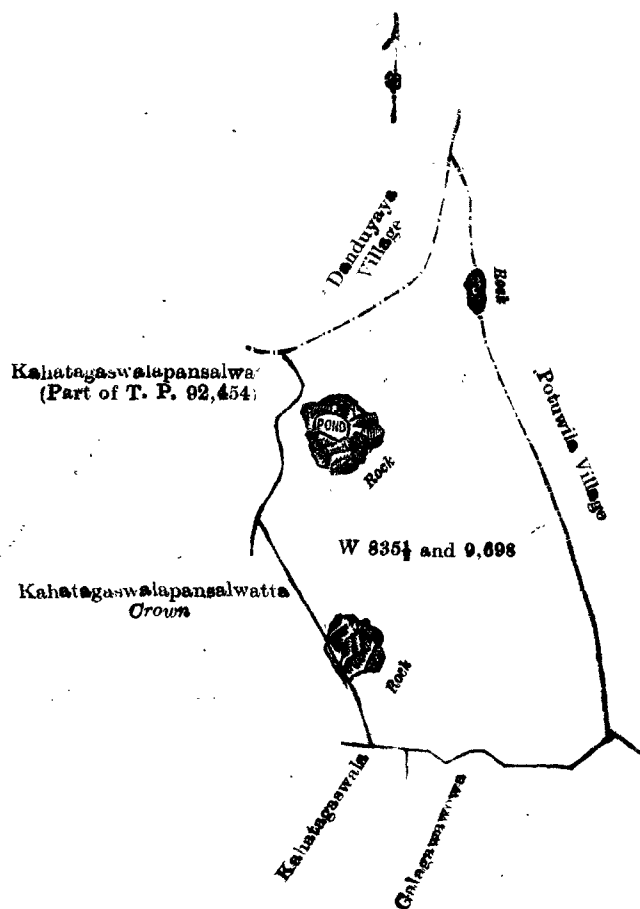 Danduyaya
Village
Rock
Kahatagaswalapansalwa
(Part of T. P. 92,454)
POND
Rock
Potuwila Village
W 835½ and 9,698
Kahatagaswalapansalwatta
Crown
Rock
Kahatagaswala